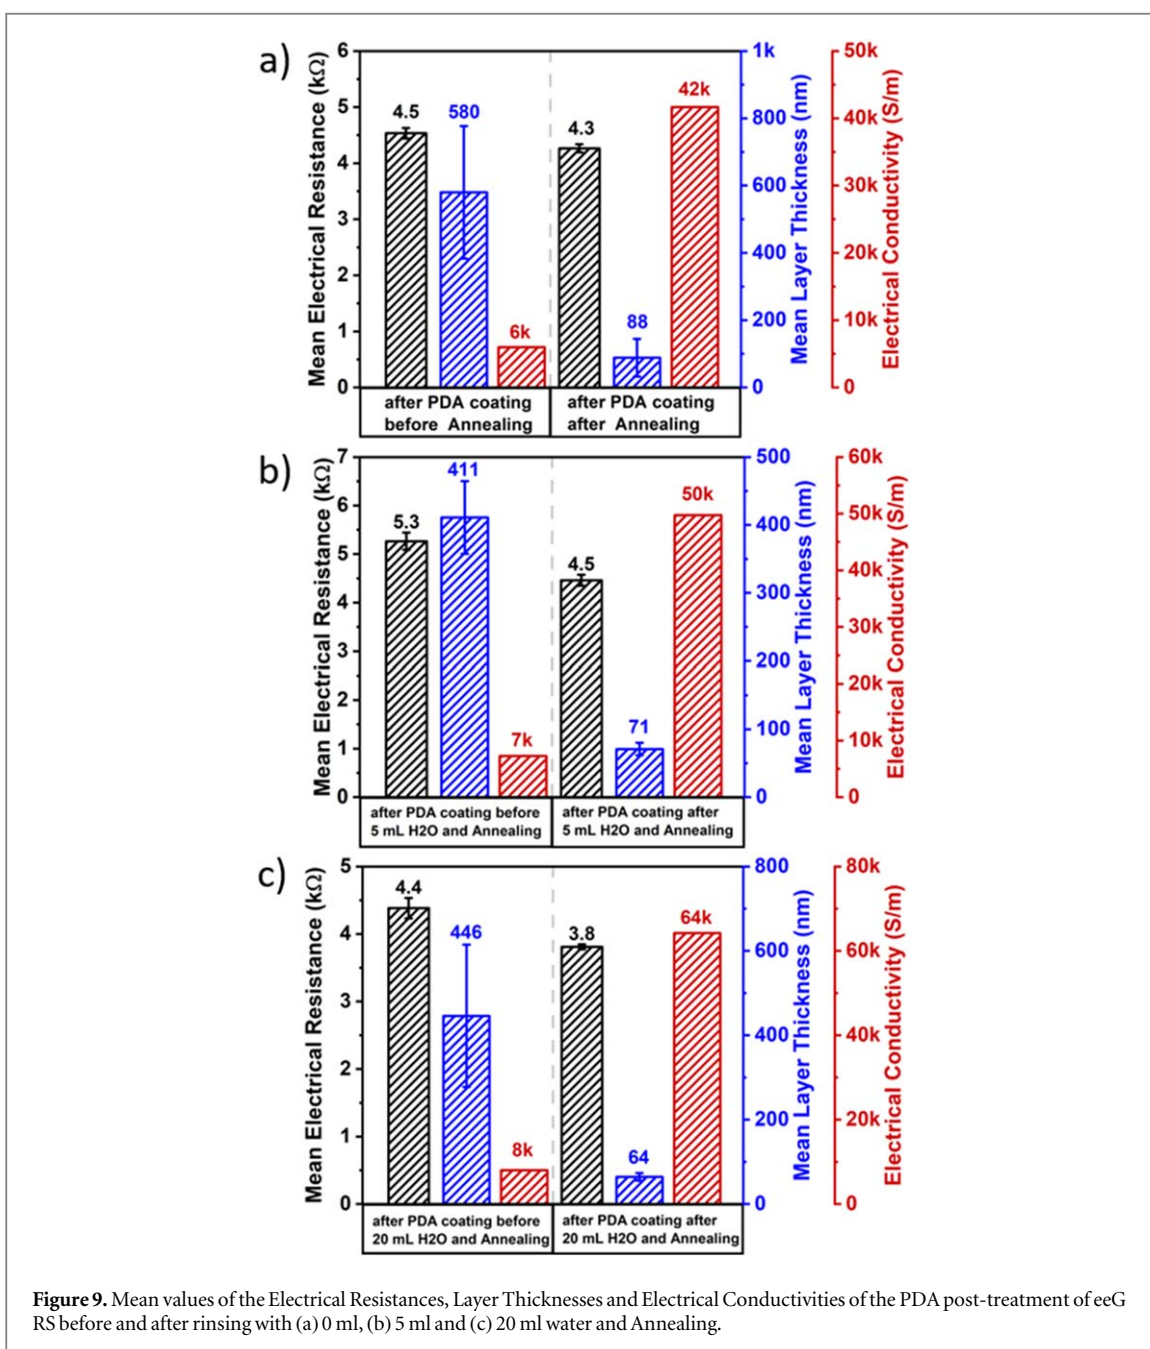 a)
Mean Electrical Resistance (kΩ)
6
5
4
3
2
1
0
4.5
580
6k
4.3
88
42k
1k
800
600
400
200
0
Mean Layer Thickness (nm)
50k
40k
30k
20k
10k
0
Electrical Conductivity (S/m)
after PDA coating
before Annealing
after PDA coating
after Annealing
b)
Mean Electrical Resistance (kΩ)
7
6
5
4
3
2
1
0
5.3
411
7k
4.5
71
50k
500
400
300
200
100
0
Mean Layer Thickness (nm)
60k
50k
40k
30k
20k
10k
0
Electrical Conductivity (S/m)
after PDA coating before
5 mL H2O and Annealing
after PDA coating after
5 mL H2O and Annealing
c)
Mean Electrical Resistance (kΩ)
5
4
3
2
1
0
4.4
446
8k
3.8
64
64k
800
600
400
200
0
Mean Layer Thickness (nm)
80k
60k
40k
20k
0
Electrical Conductivity (S/m)
after PDA coating before
20 mL H2O and Annealing
after PDA coating after
20 mL H2O and Annealing
Figure 9. Mean values of the Electrical Resistances, Layer Thicknesses and Electrical Conductivities of the PDA post-treatment of eeG
RS before and after rinsing with (a) 0 ml, (b) 5 ml and (c) 20 ml water and Annealing.